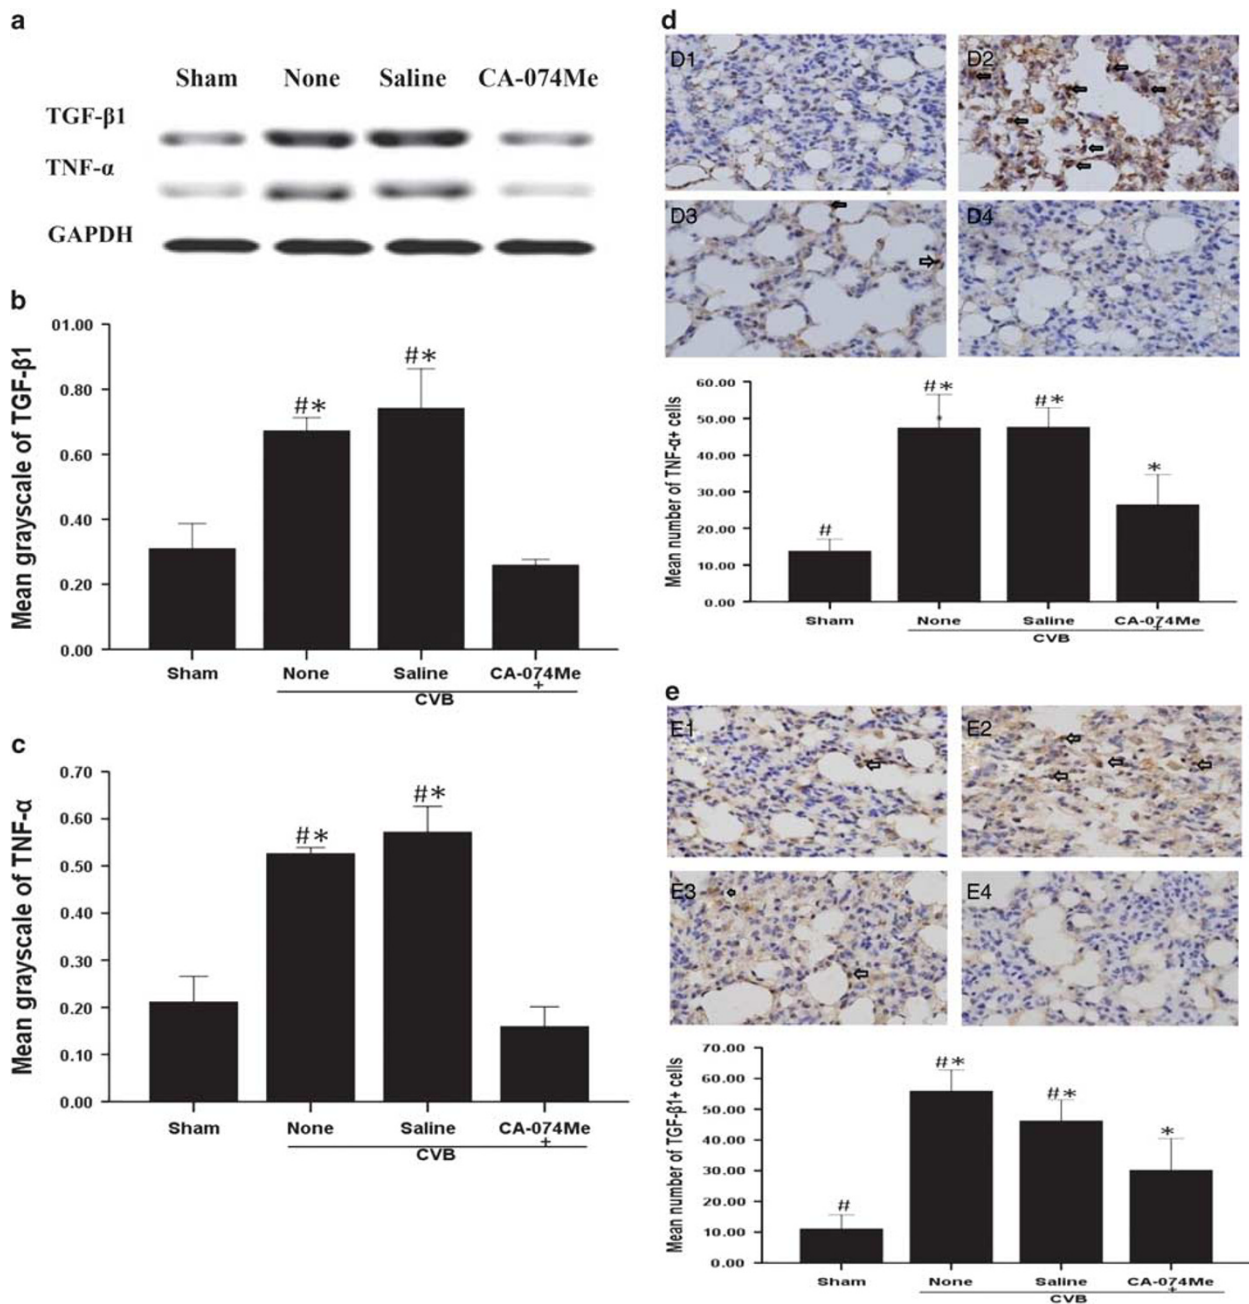 a
Sham None Saline CA-074Me
TGF-β1
TNF-α
GAPDH
b
Mean grayscale of TGF-β1
01.00
0.80
0.60
0.40
0.20
0.00
#*
#*
Sham None Saline CA-074Me
+
CVB
c
Mean grayscale of TNF-α
0.70
0.60
0.50
0.40
0.30
0.20
0.10
0.00
#*
#*
Sham None Saline CA-074Me
+
CVB
d
D1 D2
D3 D4
Mean number of TNF-α+ cells
60.00
50.00
40.00
30.00
20.00
10.00
0.00
#
#*
*
#*
*
Sham None Saline CA-074Me
+
CVB
e
E1 E2
E3 E4
Mean number of TGF-β1+ cells
70.00
60.00
50.00
40.00
30.00
20.00
10.00
0.00
#
#*
#*
*
Sham None Saline CA-074Me
+
CVB